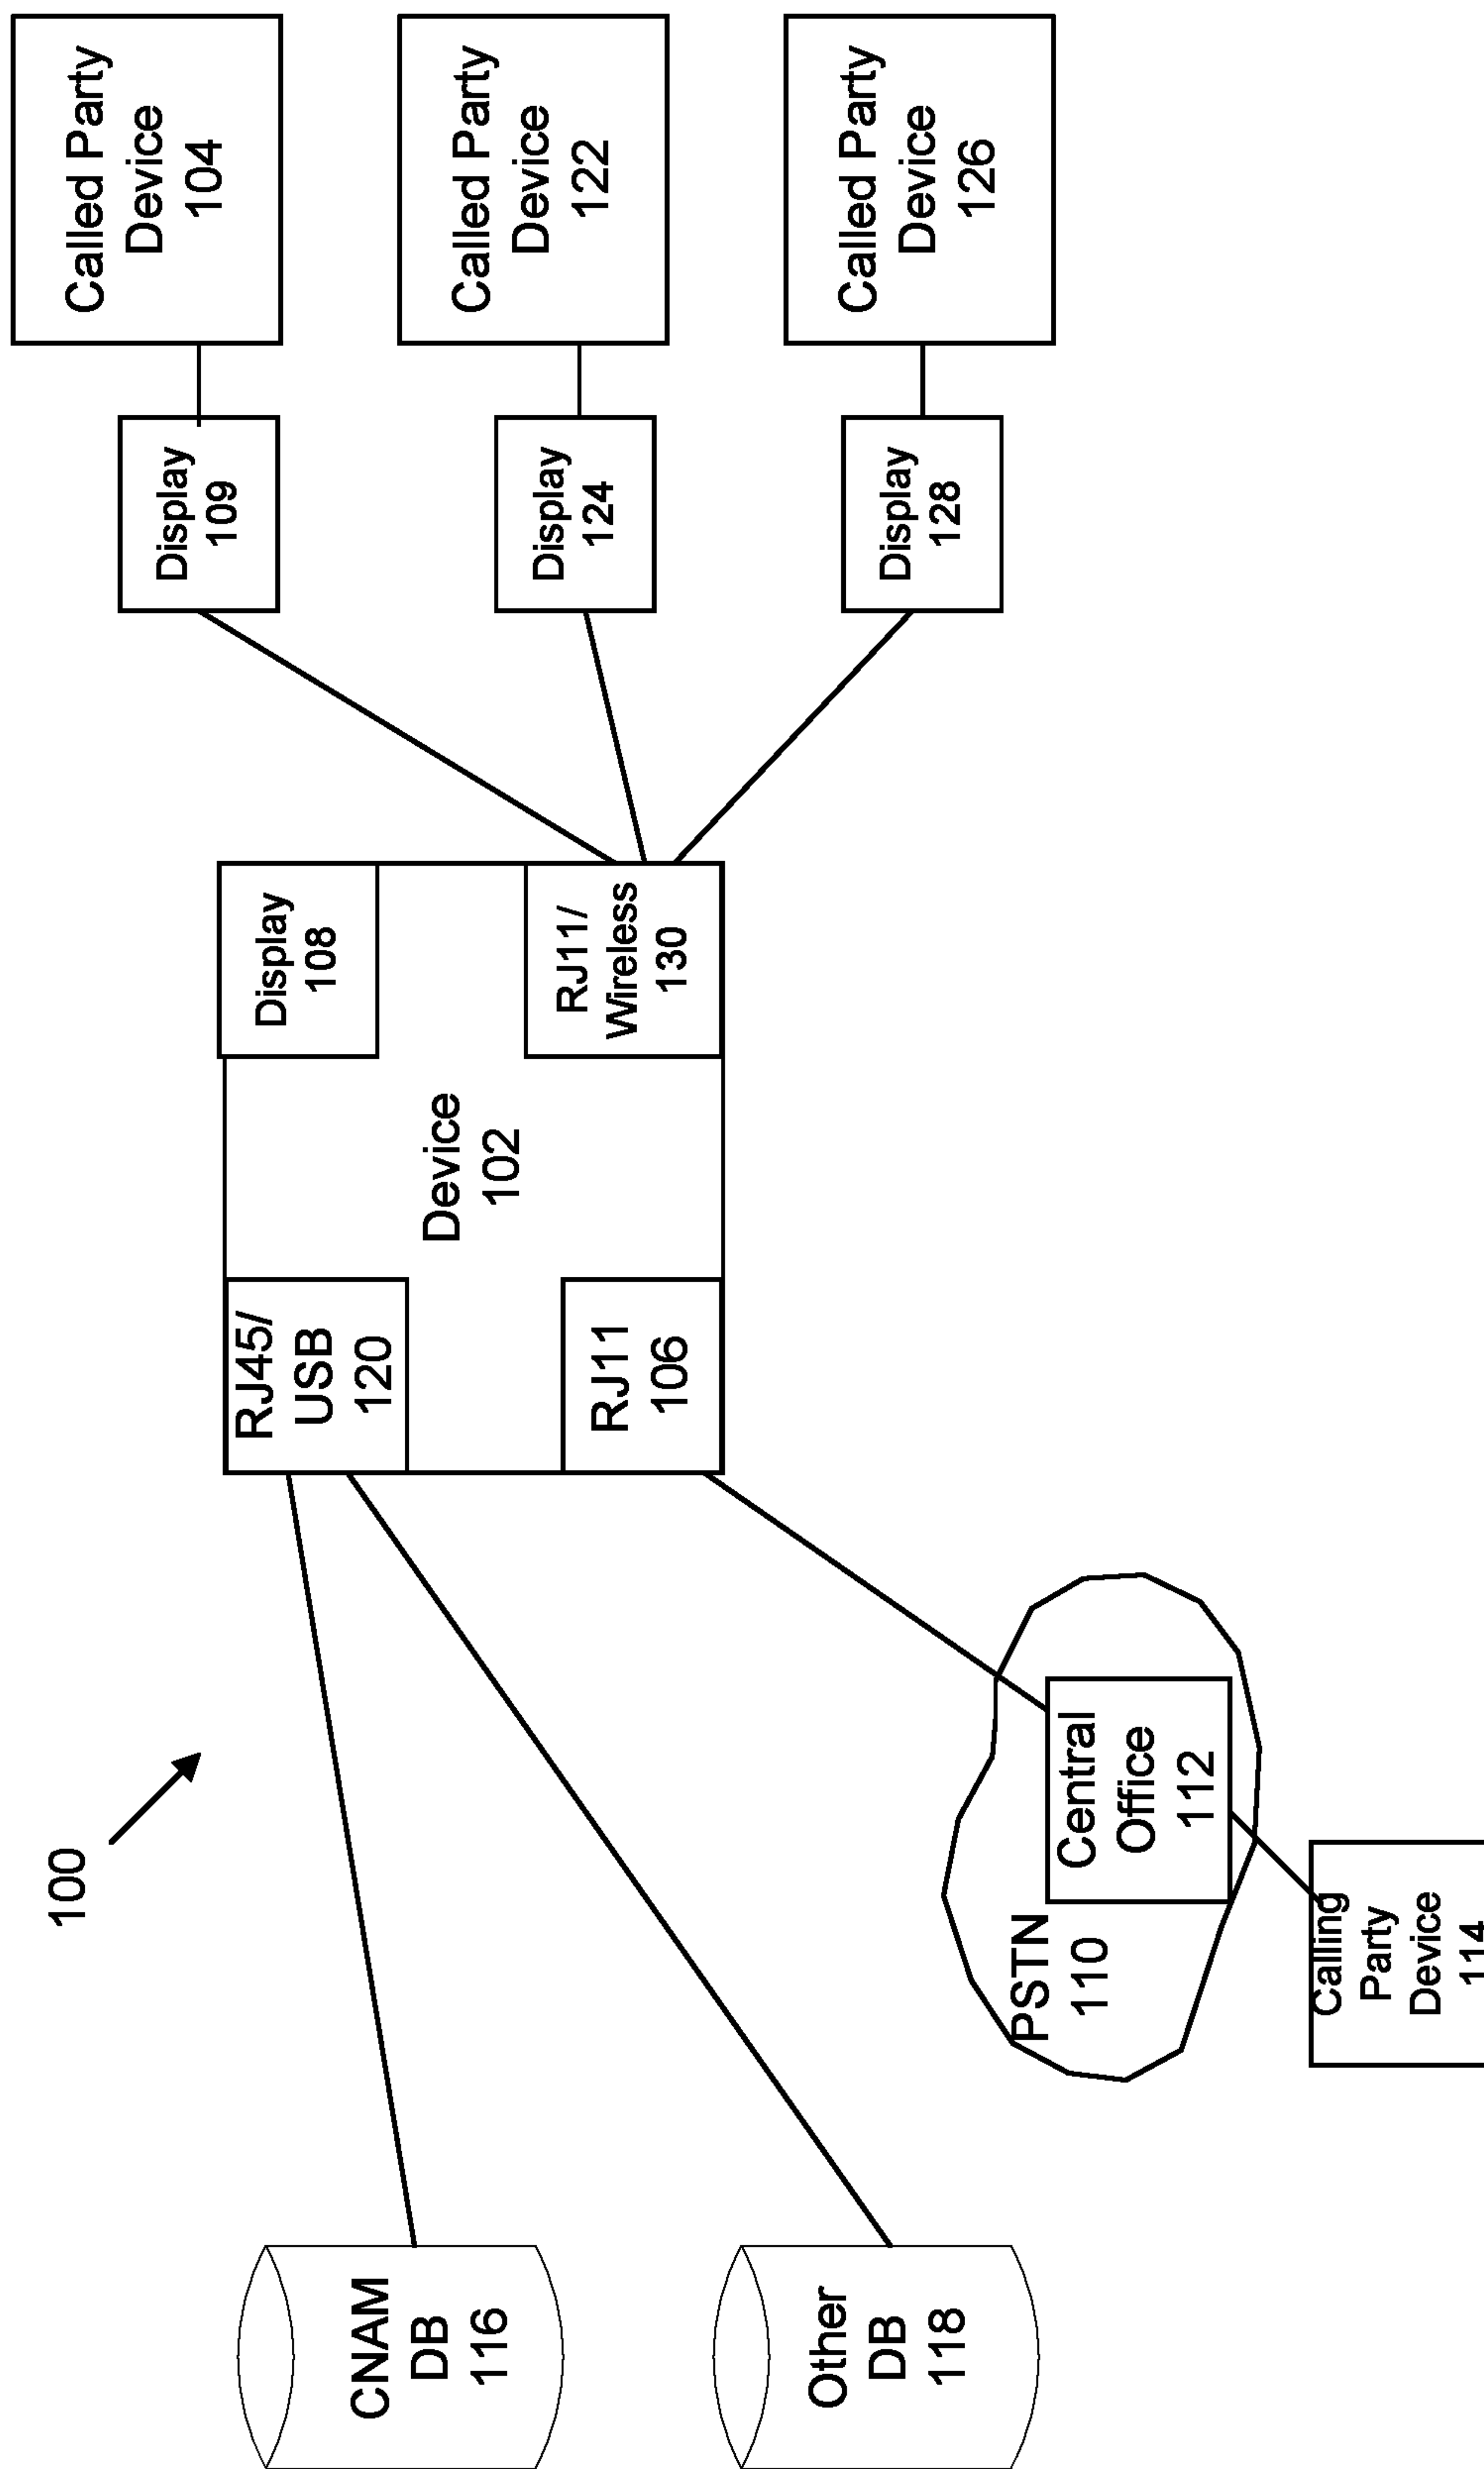 100
CNAM
DB
116
Other
DB
118
PSTN
110
Central
Office
112
Calling
Party
Device
114
RJ45/
USB
120
RJ11
106
Device
102
Display
108
RJ11/
Wireless
130
Display
109
Display
124
Display
128
Called Party
Device
104
Called Party
Device
122
Called Party
Device
126